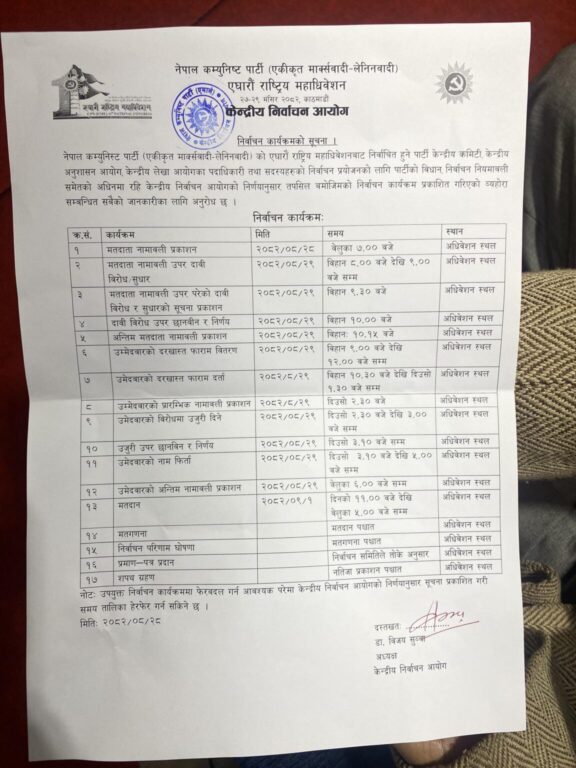 नेपाल कम्युनिष्ट पार्टी (एकीकृत मार्क्सवादी-लेनिनवादी)
एघारौं राष्ट्रिय महाधिवेशन
२७-२९ मंसिर २०८२, काठमाडौं
केन्द्रीय निर्वाचन आयोग
एघारौं राष्ट्रिय महाधिवेशन
निर्वाचन कार्यक्रमको सूचना ।
नेपाल कम्युनिष्ट पार्टी (एकीकृत मार्क्सवादी-लेनिनवादी) को एघारौं राष्ट्रिय महाधिवेशनबाट निर्वाचित हुने पार्टी केन्द्रीय कमिटी, केन्द्रीय
अनुशासन आयोग, केन्द्रीय लेखा आयोगका पदाधिकारी तथा सदस्यहरुको निर्वाचन प्रयोजनको लागि पार्टीको विधान, निर्वाचन नियमावली
समेतको अधिनमा रहि केन्द्रीय निर्वाचन आयोगको निर्णयानुसार तपसिल बमोजिमको निर्वाचन कार्यक्रम प्रकाशित गरिएको व्यहोरा
सम्बन्धित सबैको जानकारीका लागि अनुरोध छ ।
निर्वाचन कार्यक्रमः
क्र.सं. कार्यक्रम मिति समय स्थान
१ मतदाता नामावली प्रकाशन २०८२/०८/२८ बेलुका ७.०० बजे अधिवेशन स्थल
२ मतदाता नामावली उपर दावी २०८२/०८/२९ बिहान ८.०० बजे देखि ९.०० अधिवेशन स्थल
विरोध/सुधार बजे सम्म
३ मतदाता नामावली उपर परेको दावी २०८२/०८/२९ बिहान ९.३० बजे अधिवेशन स्थल
विरोध र सुधारको सूचना प्रकाशन
४ दावी विरोध उपर छानबीन र निर्णय २०८२/०८/२९ बिहान १०.०० बजे अधिवेशन स्थल
५ अन्तिम मतदाता नामावली प्रकाशन २०८२/०८/२९ बिहानः १०.१५ बजे अधिवेशन स्थल
६ उम्मेदवारको दरखास्त फाराम वितरण २०८२/०८/२९ बिहान ९.०० बजे देखि अधिवेशन स्थल
१२.०० बजे सम्म
७ उमेदवारको दरखास्त फाराम दर्ता २०८२/८/२९ बिहान १०.३० बजे देखि दिउसो अधिवेशन स्थल
१.३० बजे सम्म
८ उम्मेदवारको प्रारम्भिक नामावली प्रकाशन २०८२/८/२९ दिउसो २.३० बजे अधिवेशन स्थल
९ उमेदवारको विरोधमा उजुरी दिने २०८२/०८/२९ दिउसो २.३० बजे देखि ३.०० अधिवेशन स्थल
बजे सम्म
१० उजुरी उपर छानविन र निर्णय २०८२/०८/२९ दिउसो ३.१० बजे सम्म अधिवेशन स्थल
११ उमेदवारको नाम फिर्ता २०८२/०८/२९ दिउसो ३.१० बजे देखि ५.०० अधिवेशन स्थल
बजे सम्म
१२ उमेदवारको अन्तिम नामावली प्रकाशन २०८२/०८/२९ बेलुका ६.०० बजे सम्म अधिवेशन स्थल
१३ मतदान २०८२/०९/१ दिनको ११.०० बजे देखि अधिवेशन स्थल
बेलुका ५.०० बजे सम्म
१४ मतगणना मतदान पश्चात अधिवेशन स्थल
१५ निर्वाचन परिणाम घोषणा मतगणना पश्चात अधिवेशन स्थल
१६ प्रमाण–पत्र प्रदान निर्वाचन समितिले तोके अनुसार अधिवेशन स्थल
१७ शपथ ग्रहण नतिजा प्रकाशन पश्चात अधिवेशन स्थल
नोटः उपयुक्त निर्वाचन कार्यक्रममा फेरबदल गर्न आवश्यक परेमा केन्द्रीय निर्वाचन आयोगको निर्णयानुसार सूचना प्रकाशित गरी
समय तालिका हेरफेर गर्न सकिने छ ।
मितिः २०८२/०८/२८
दस्तखतः
डा. विजय सुब्बा
अध्यक्ष
केन्द्रीय निर्वाचन आयोग